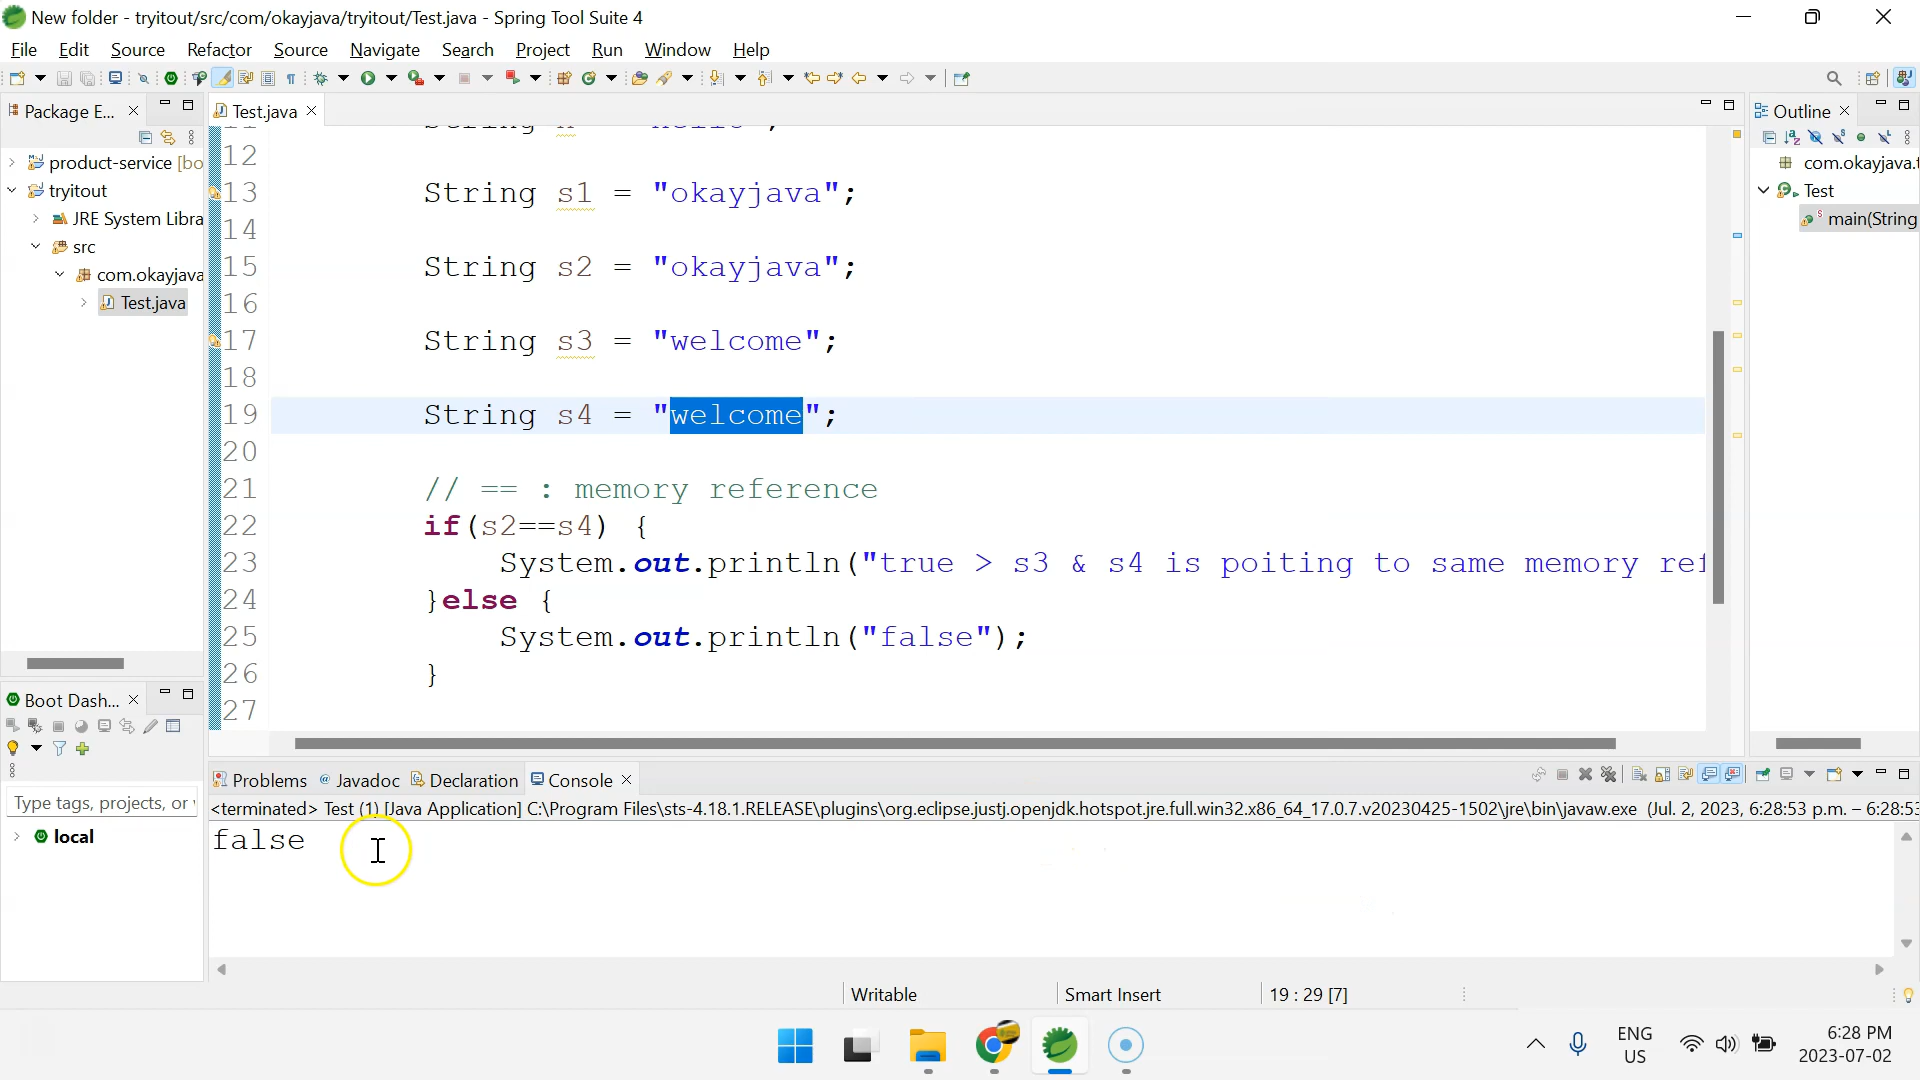 New folder - tryitout/src/com/okayjava/tryitout/Test.java - Spring Tool Suite 4
File Edit Source Refactor Source Navigate Search Project Run Window Help
Package E...
Test.java
Outline
product-service [bo
tryitout
JRE System Libra
src
com.okayjava
Test.java
12
13 String s1 = "okayjava";
14
15 String s2 = "okayjava";
16
17 String s3 = "welcome";
18
19 String s4 = "welcome";
20
21 // == : memory reference
22 if(s2==s4) {
23 System.out.println("true > s3 & s4 is poiting to same memory ref
24 }else {
25 System.out.println("false");
26 }
27
com.okayjava.t
Test
main(String
Boot Dash...
Type tags, projects, or
local
Problems @ Javadoc Declaration Console
<terminated> Test (1) [Java Application] C:\Program Files\sts-4.18.1.RELEASE\plugins\org.eclipse.justj.openjdk.hotspot.jre.full.win32.x86_64_17.0.7.v20230425-1502\jre\bin\javaw.exe (Jul. 2, 2023, 6:28:53 p.m. – 6:28:53
false
Writable Smart Insert 19 : 29 [7]
ENG
US
6:28 PM
2023-07-02